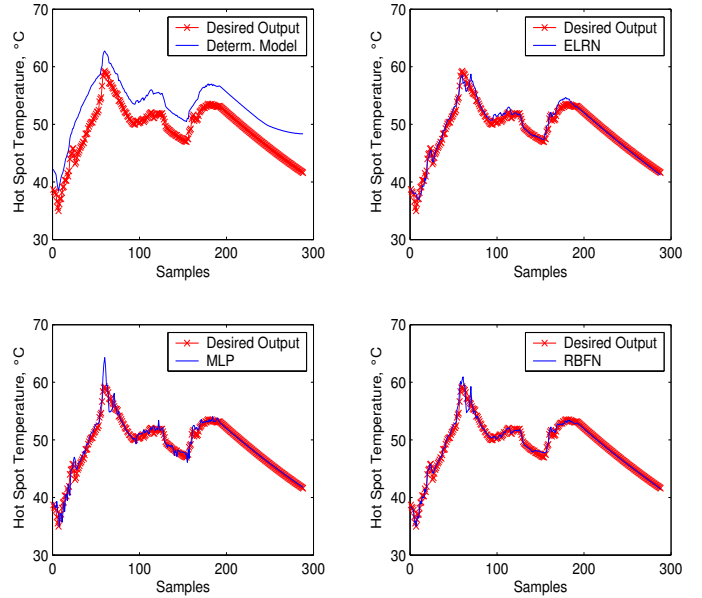 70
60
50
40
30
Hot Spot Temperature, °C
Desired Output
Determ. Model
0
100
200
300
Samples
70
60
50
40
30
Hot Spot Temperature, °C
Desired Output
ELRN
0
100
200
300
Samples
70
60
50
40
30
Hot Spot Temperature, °C
Desired Output
MLP
0
100
200
300
Samples
70
60
50
40
30
Hot Spot Temperature, °C
Desired Output
RBFN
0
100
200
300
Samples